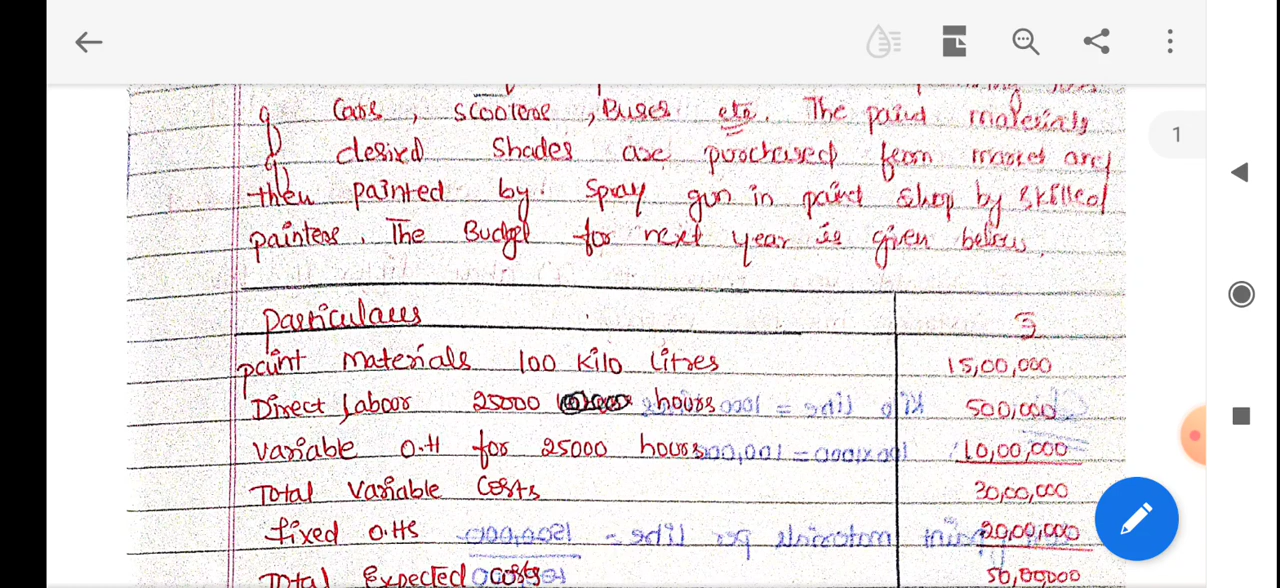 1
Cars, Scooters, Buses etc. The paint materials
of desired Shades are purchased from market and
then painted by Spray gun in paint Shop by skilled
painters. The Budget for next year is given below.
Particulars ₹
paint Materials 100 Kilo Litres 15,00,000
Direct Labour 25000 hours 500,000
Variable O.H for 25000 hours 10,00,000
Total Variable Costs 30,00,000
fixed O.Hs 20,00,000
Total Expected costs 50,00,000